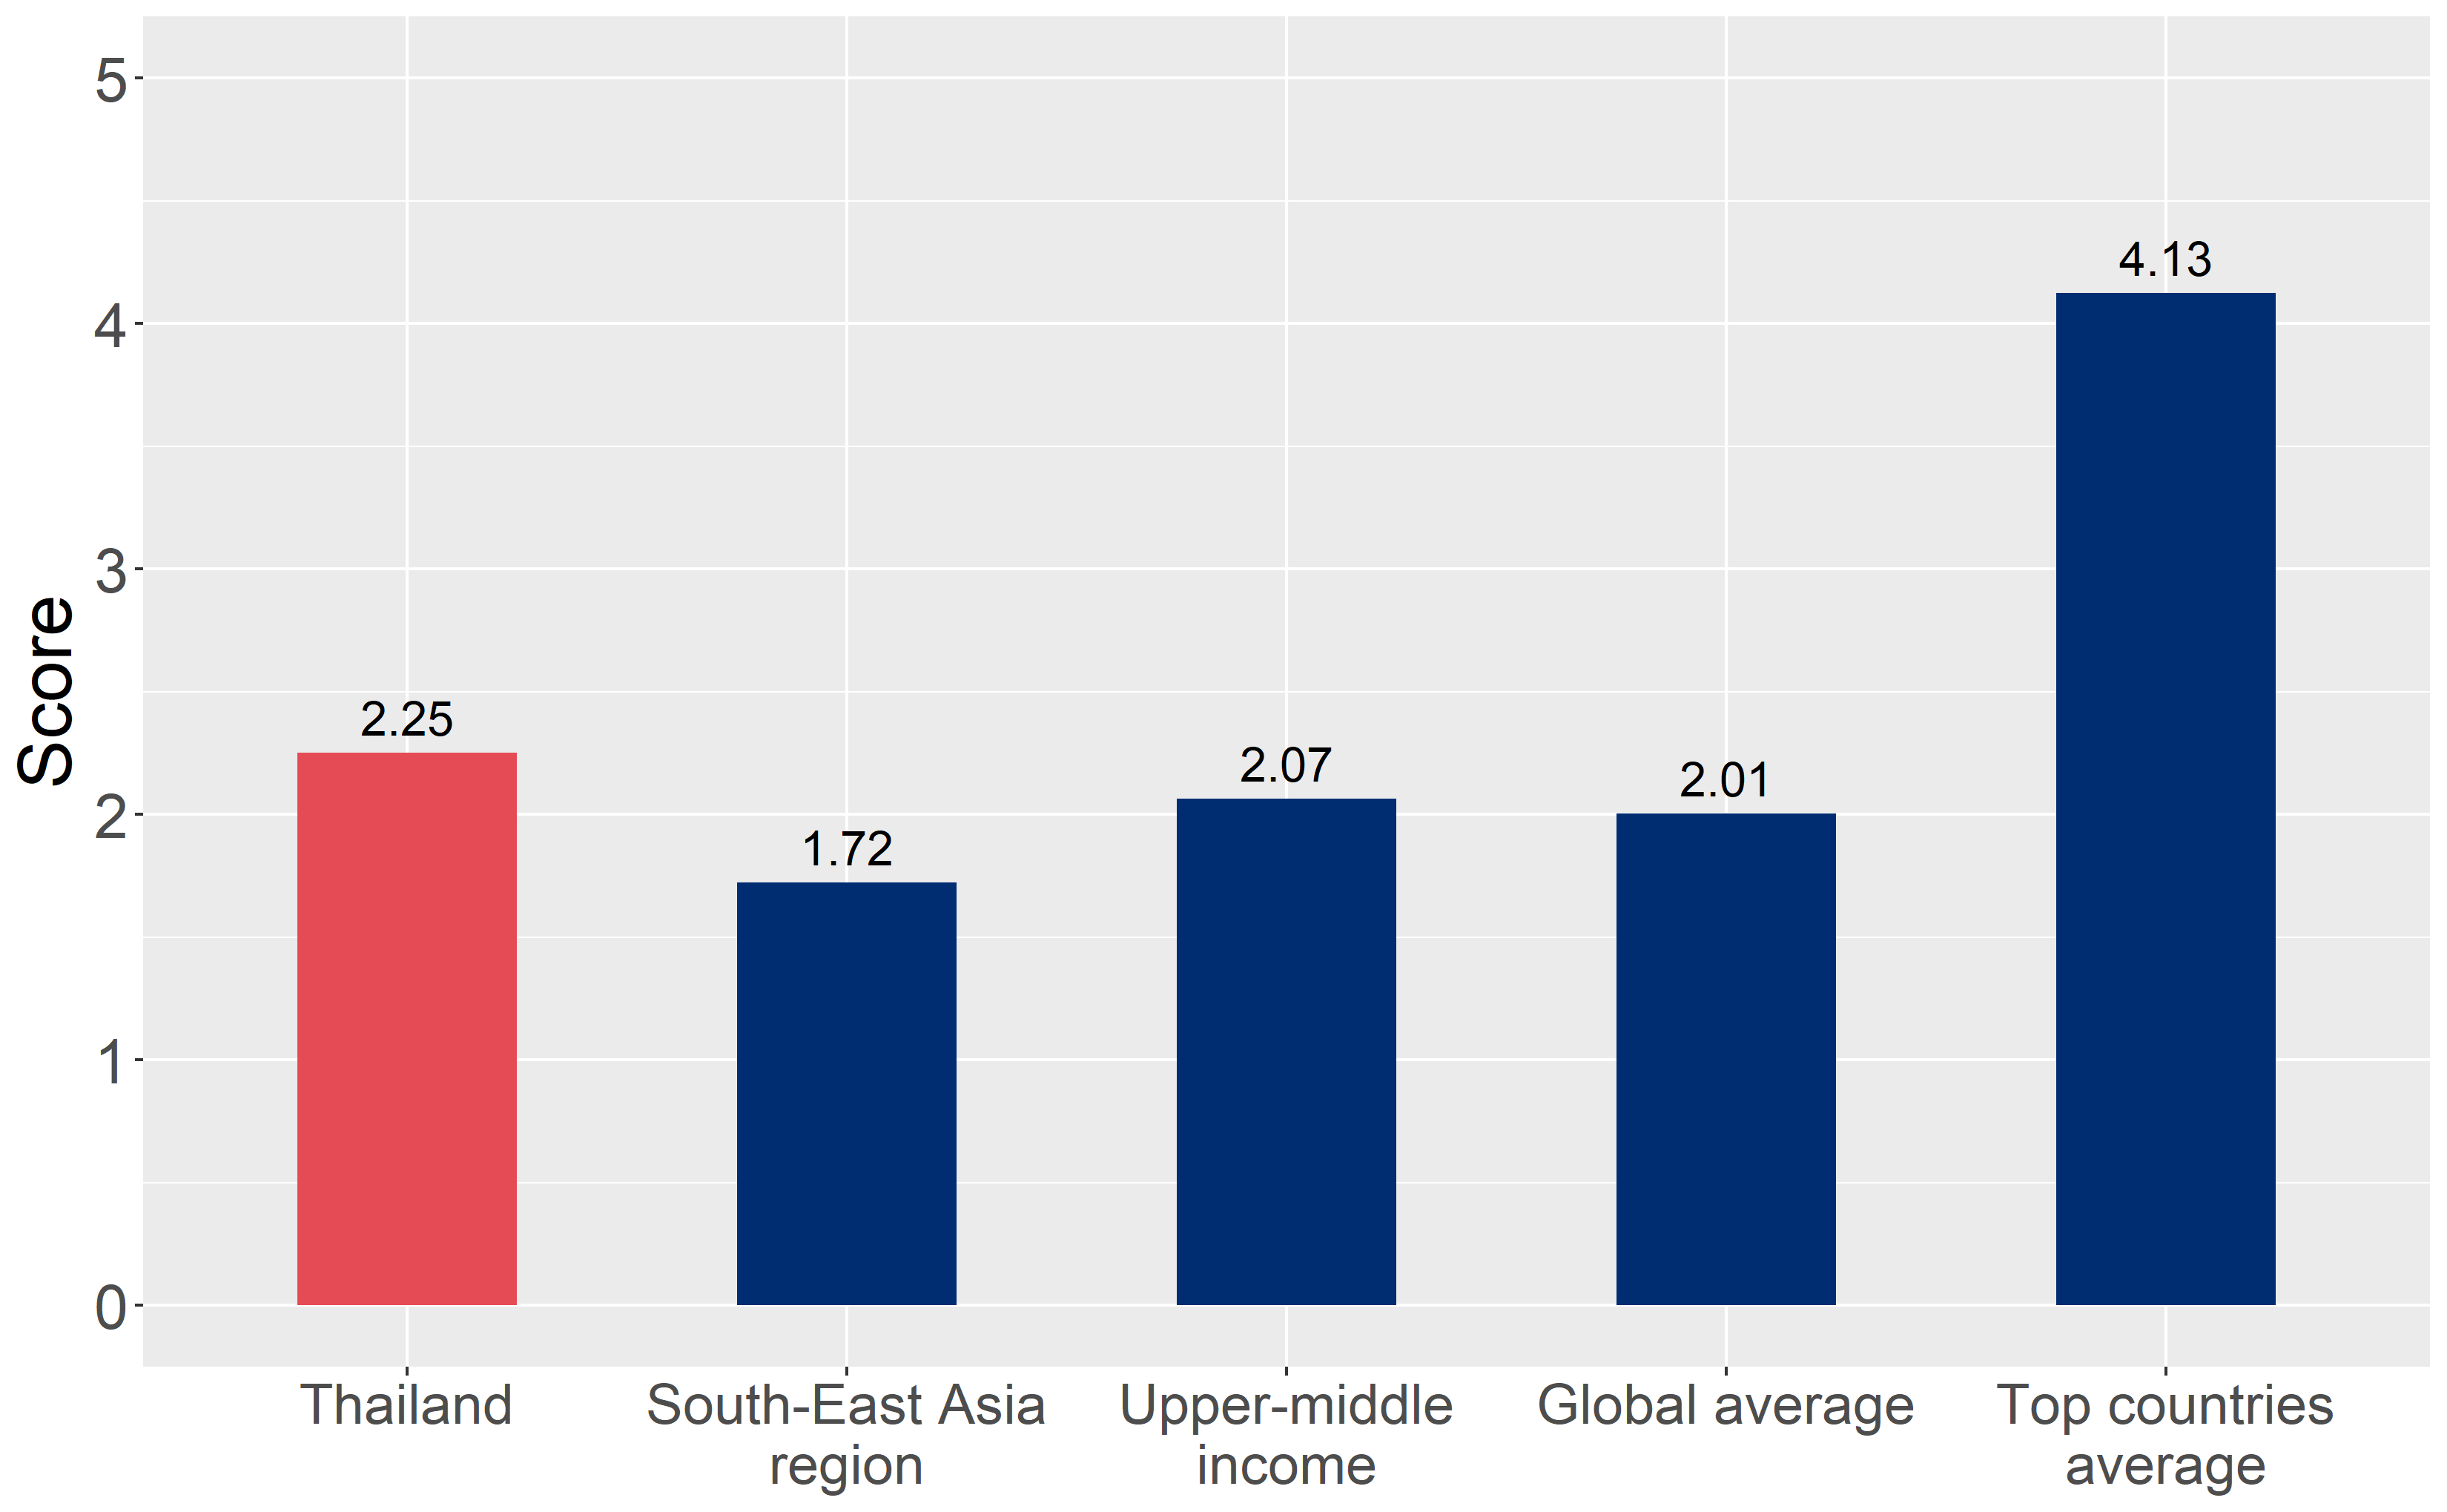 5
4
3
2
1
0
Score
2.25
1.72
2.07
2.01
4.13
Thailand
South-East Asia
region
Upper-middle
income
Global average
Top countries
average